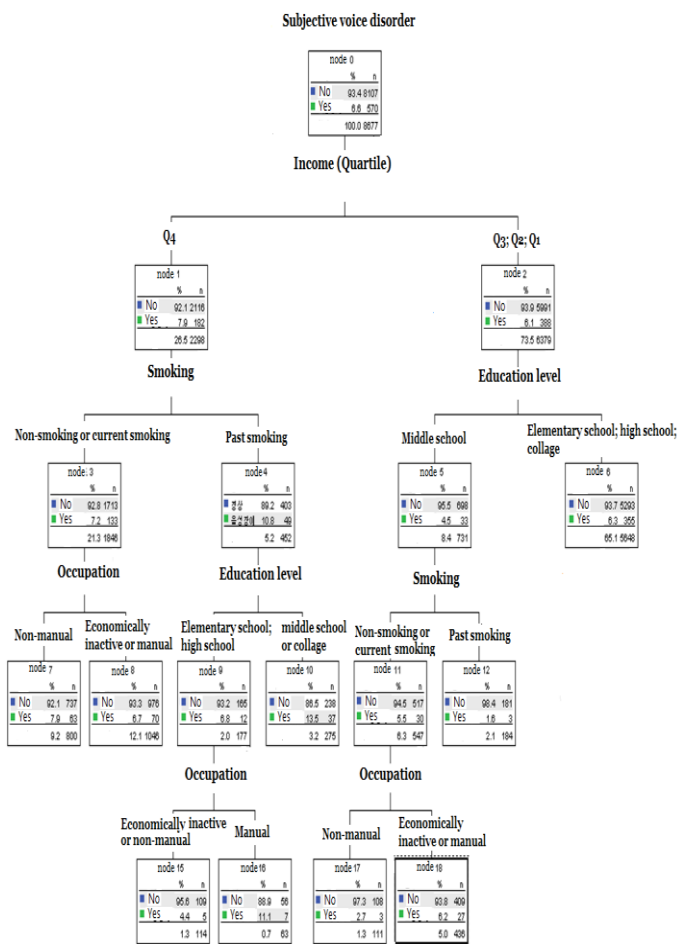 Subjective voice disorder
node 0
% n
No 93.4 8107
Yes 6.6 570
100.0 8677
Income (Quartile)
Q4
Q3; Q2; Q1
node 1
% n
No 92.1 2116
Yes 7.9 182
26.5 2298
node 2
% n
No 93.9 5991
Yes 6.1 388
73.5 6379
Smoking
Education level
Non-smoking or current smoking
Past smoking
Middle school
Elementary school; high school;
collage
node: 3
% n
No 92.8 1713
Yes 7.2 133
21.3 1846
node4
% n
정상 89.2 403
음성장애 10.8 49
5.2 452
node 5
% n
No 95.5 698
Yes 4.5 33
8.4 731
node 6
% n
No 93.7 5293
Yes 6.3 355
65.1 5648
Occupation
Education level
Smoking
Non-manual
Economically
inactive or manual
Elementary school;
high school
middle school
or collage
Non-smoking or
current smoking
Past smoking
node 7
% n
No 92.1 737
Yes 7.9 63
9.2 800
node 8
% n
No 93.3 976
Yes 6.7 70
12.1 1046
node 9
% n
No 93.2 165
Yes 6.8 12
2.0 177
node 10
% n
No 86.5 238
Yes 13.5 37
3.2 275
node 11
% n
No 94.5 517
Yes 5.5 30
6.3 547
node 12
% n
No 98.4 181
Yes 1.6 3
2.1 184
Occupation
Occupation
Economically inactive
or non-manual
Manual
Non-manual
Economically
inactive or manual
node 15
% n
No 95.6 109
Yes 4.4 5
1.3 114
node16
% n
No 88.9 56
Yes 11.1 7
0.7 63
node 17
% n
No 97.3 108
Yes 2.7 3
1.3 111
node 18
% n
No 93.8 409
Yes 6.2 27
5.0 436